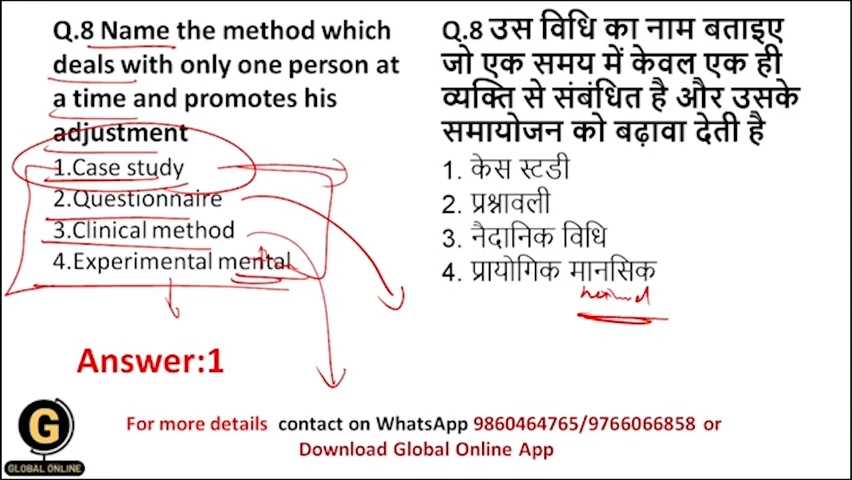 Q.8 Name the method which
deals with only one person at
a time and promotes his
adjustment
1.Case study
2.Questionnaire
3.Clinical method
4.Experimental mental
Answer:1
Q.8 उस विधि का नाम बताइए
जो एक समय में केवल एक ही
व्यक्ति से संबंधित है और उसके
समायोजन को बढ़ावा देती है
1. केस स्टडी
2. प्रश्नावली
3. नैदानिक विधि
4. प्रायोगिक मानसिक
G
GLOBAL ONLINE
For more details contact on WhatsApp 9860464765/9766066858 or
Download Global Online App